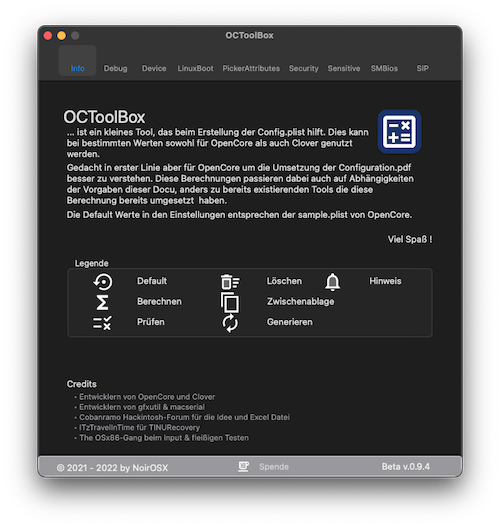 OCToolBox
Info Debug Device LinuxBoot PickerAttributes Security Sensitive SMBios SIP
OCToolBox
... ist ein kleines Tool, das beim Erstellung der Config.plist hilft. Dies kann
bei bestimmten Werten sowohl für OpenCore als auch Clover genutzt
werden.
Gedacht in erster Linie aber für OpenCore um die Umsetzung der Configuration.pdf
besser zu verstehen. Diese Berechnungen passieren dabei auch auf Abhängigkeiten
der Vorgaben dieser Docu, anders zu bereits existierenden Tools die diese
Berechnung bereits umgesetzt haben.
Die Default Werte in den Einstellungen entsprechen der sample.plist von OpenCore.
Viel Spaß !
Legende
Default Löschen Hinweis
Berechnen Zwischenablage
Prüfen Generieren
Credits
- Entwicklern von OpenCore und Clover
- Entwicklern von gfxutil & macserial
- Cobanramo Hackintosh-Forum für die Idee und Excel Datei
- ITzTravelInTime für TINURecovery
- The OSx86-Gang beim Input & fleißigen Testen
© 2021 - 2022 by NoirOSX Spende Beta v.0.9.4